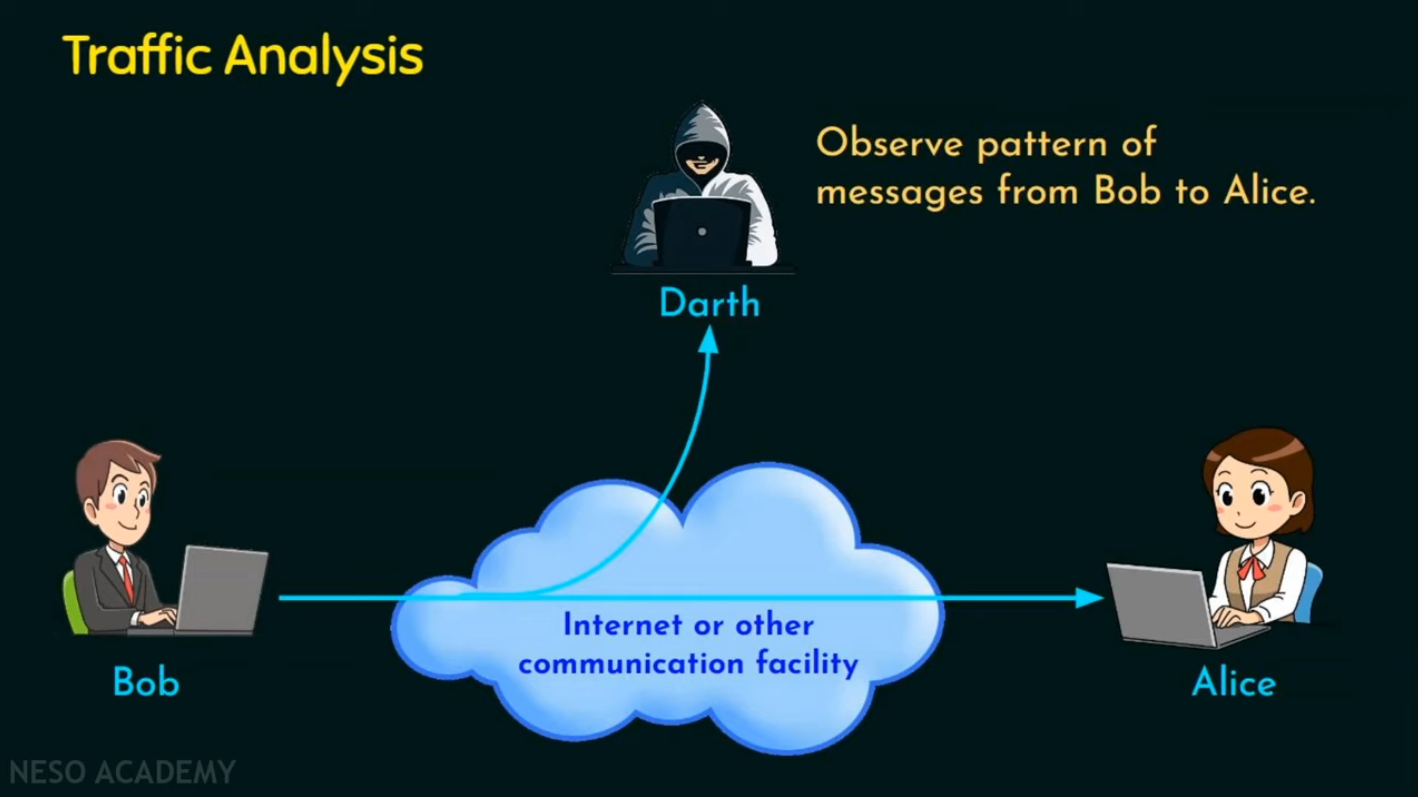 Traffic Analysis
Observe pattern of
messages from Bob to Alice.
Darth
Internet or other
communication facility
Bob
Alice
NESO ACADEMY